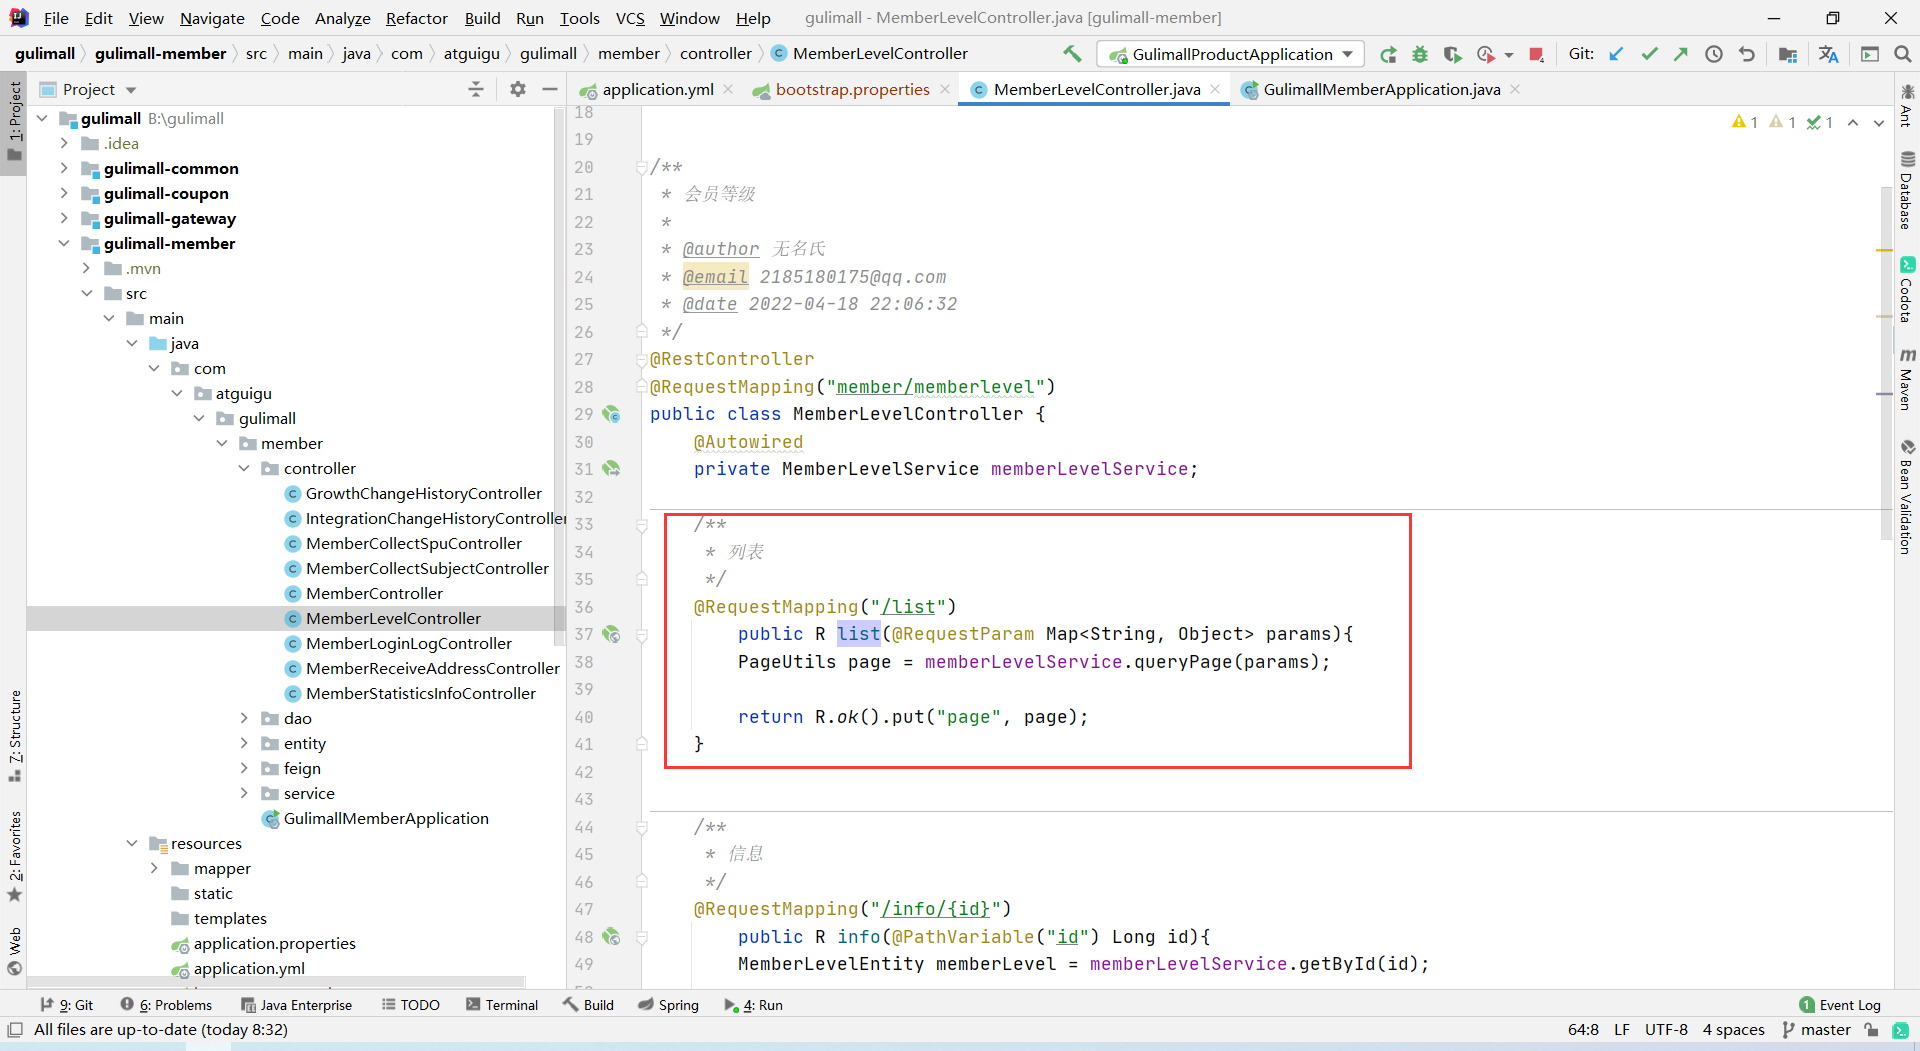 File Edit View Navigate Code Analyze Refactor Build Run Tools VCS Window Help gulimall - MemberLevelController.java [gulimall-member]
gulimall gulimall-member src main java com atguigu gulimall member controller MemberLevelController GulimallProductApplication Git:
Project application.yml bootstrap.properties MemberLevelController.java GulimallMemberApplication.java
1: Project
7: Structure
2: Favorites
Web
gulimall B:\gulimall
.idea
gulimall-common
gulimall-coupon
gulimall-gateway
gulimall-member
.mvn
src
main
java
com
atguigu
gulimall
member
controller
GrowthChangeHistoryController
IntegrationChangeHistoryController
MemberCollectSpuController
MemberCollectSubjectController
MemberController
MemberLevelController
MemberLoginLogController
MemberReceiveAddressController
MemberStatisticsInfoController
dao
entity
feign
service
GulimallMemberApplication
resources
mapper
static
templates
application.properties
application.yml
1 1 1
18
19
20 /**
21 * 会员等级
22 *
23 * @author 无名氏
24 * @email 2185180175@qq.com
25 * @date 2022-04-18 22:06:32
26 */
27 @RestController
28 @RequestMapping("member/memberlevel")
29 public class MemberLevelController {
30 @Autowired
31 private MemberLevelService memberLevelService;
32
33 /**
34 * 列表
35 */
36 @RequestMapping("/list")
37 public R list(@RequestParam Map<String, Object> params){
38 PageUtils page = memberLevelService.queryPage(params);
39
40 return R.ok().put("page", page);
41 }
42
43
44 /**
45 * 信息
46 */
47 @RequestMapping("/info/{id}")
48 public R info(@PathVariable("id") Long id){
49 MemberLevelEntity memberLevel = memberLevelService.getById(id);
Ant
Database
Codota
Maven
Bean Validation
9: Git 6: Problems Java Enterprise TODO Terminal Build Spring 4: Run 1 Event Log
All files are up-to-date (today 8:32) 64:8 LF UTF-8 4 spaces master